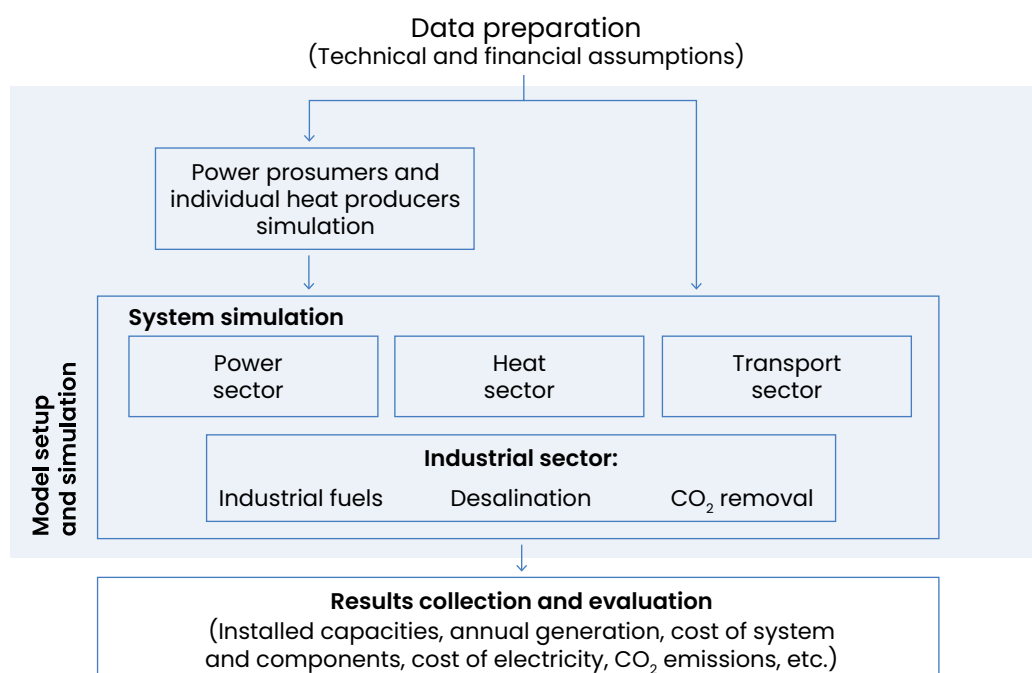 Data preparation
(Technical and financial assumptions)
Power prosumers and
individual heat producers
simulation
Model setup
and simulation
System simulation
Power
sector
Heat
sector
Transport
sector
Industrial sector:
Industrial fuels
Desalination
CO₂ removal
Results collection and evaluation
(Installed capacities, annual generation, cost of system
and components, cost of electricity, CO₂ emissions, etc.)